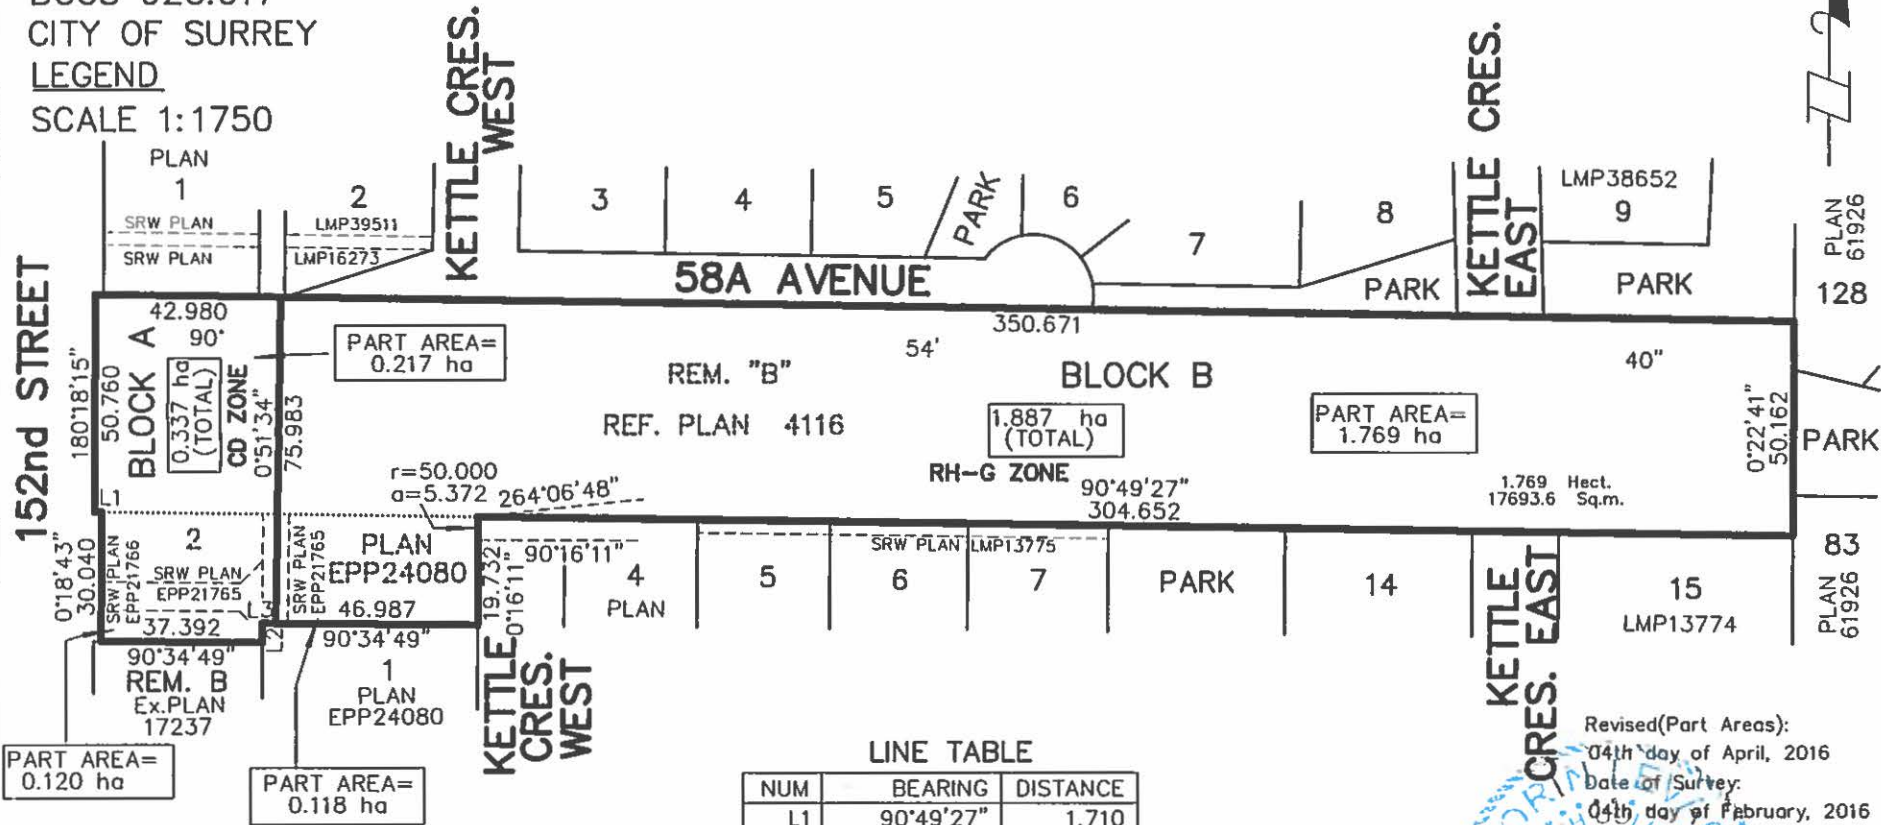 CITY OF SURREY
LEGEND
SCALE 1:1750
KETTLE CRES.
WEST
KETTLE CRES.
EAST
PLAN
1
SRW PLAN
SRW PLAN
2
LMP39511
LMP16273
3
4
5
PARK
6
7
8
PARK
LMP38652
9
PARK
PLAN
61926
128
58A AVENUE
152nd STREET
42.980
90°
350.671
54'
40"
180°18'15"
50.760
BLOCK A
0.337 ha
(TOTAL)
CD ZONE
0°51'34"
75.983
PART AREA=
0.217 ha
REM. "B"
REF. PLAN 4116
BLOCK B
1.887 ha
(TOTAL)
RH-G ZONE
PART AREA=
1.769 ha
0°22'41"
50.162
PARK
1.769 Hect.
17693.6 Sq.m.
r=50.000
a=5.372
264°06'48"
90°49'27"
304.652
L1
0°18'43"
30.040
SRW PLAN
EPP21766
2
SRW PLAN
EPP21765
L3
L2
37.392
90°34'49"
SRW PLAN
EPP21765
PLAN
EPP24080
46.987
90°34'49"
19.732
0°16'11"
90°16'11"
4
PLAN
5
SRW PLAN LMP13775
6
7
PARK
14
15
LMP13774
83
PLAN
61926
REM. B
Ex.PLAN
17237
1
PLAN
EPP24080
KETTLE
CRES.
WEST
KETTLE
CRES. EAST
PART AREA=
0.120 ha
PART AREA=
0.118 ha
LINE TABLE
NUM BEARING DISTANCE
L1 90°49'27" 1.710
Revised(Part Areas):
04th day of April, 2016
Date of Survey:
04th day of February, 2016